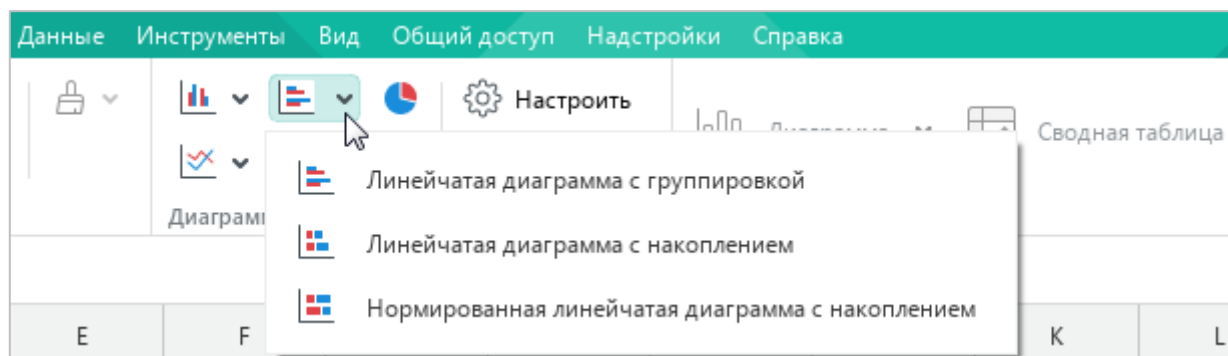 Данные Инструменты Вид Общий доступ Надстройки Справка
Настроить
Сводная таблица
Линейчатая диаграмма с группировкой
Линейчатая диаграмма с накоплением
Нормированная линейчатая диаграмма с накоплением
E F K L